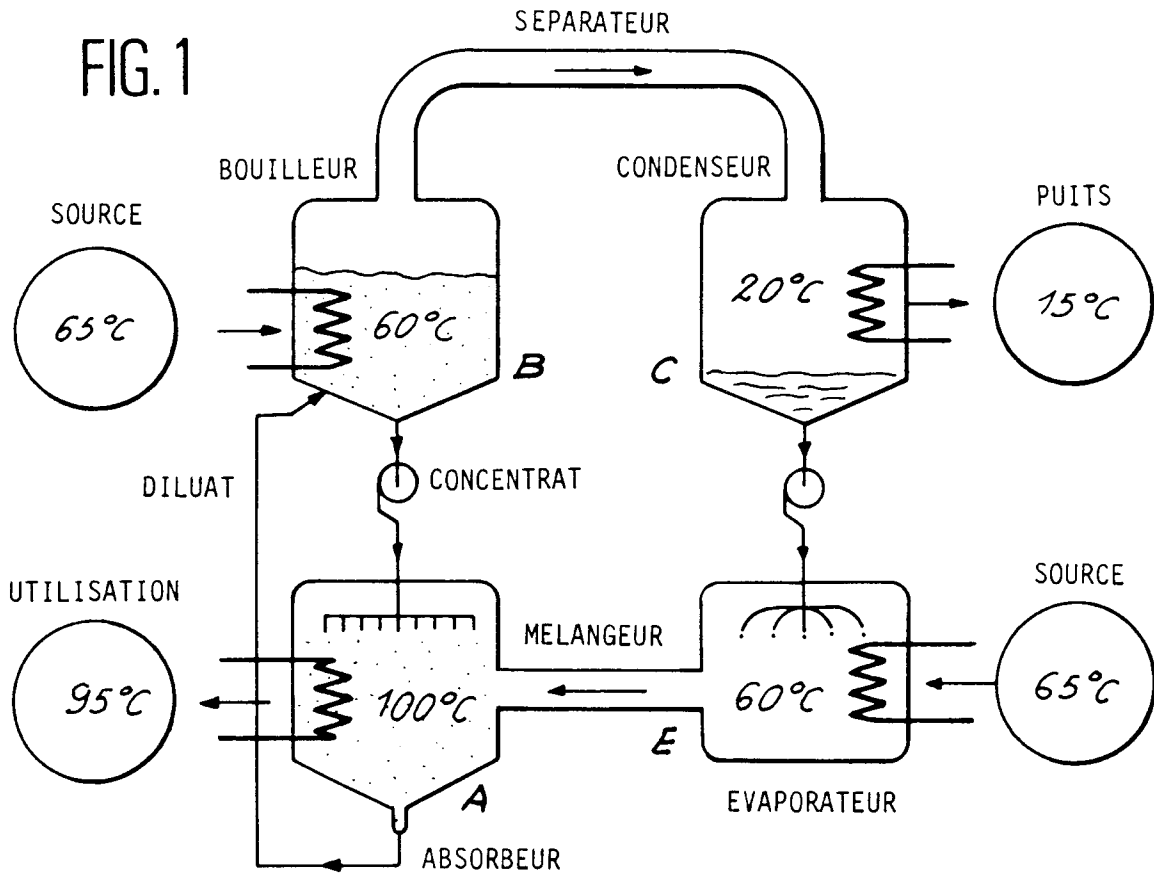 FIG. 1
SEPARATEUR
BOUILLEUR
CONDENSEUR
SOURCE
PUITS
65°C
60°C
20°C
15°C
B
C
DILUAT
CONCENTRAT
UTILISATION
MELANGEUR
SOURCE
95°C
100°C
60°C
65°C
E
A
EVAPORATEUR
ABSORBEUR